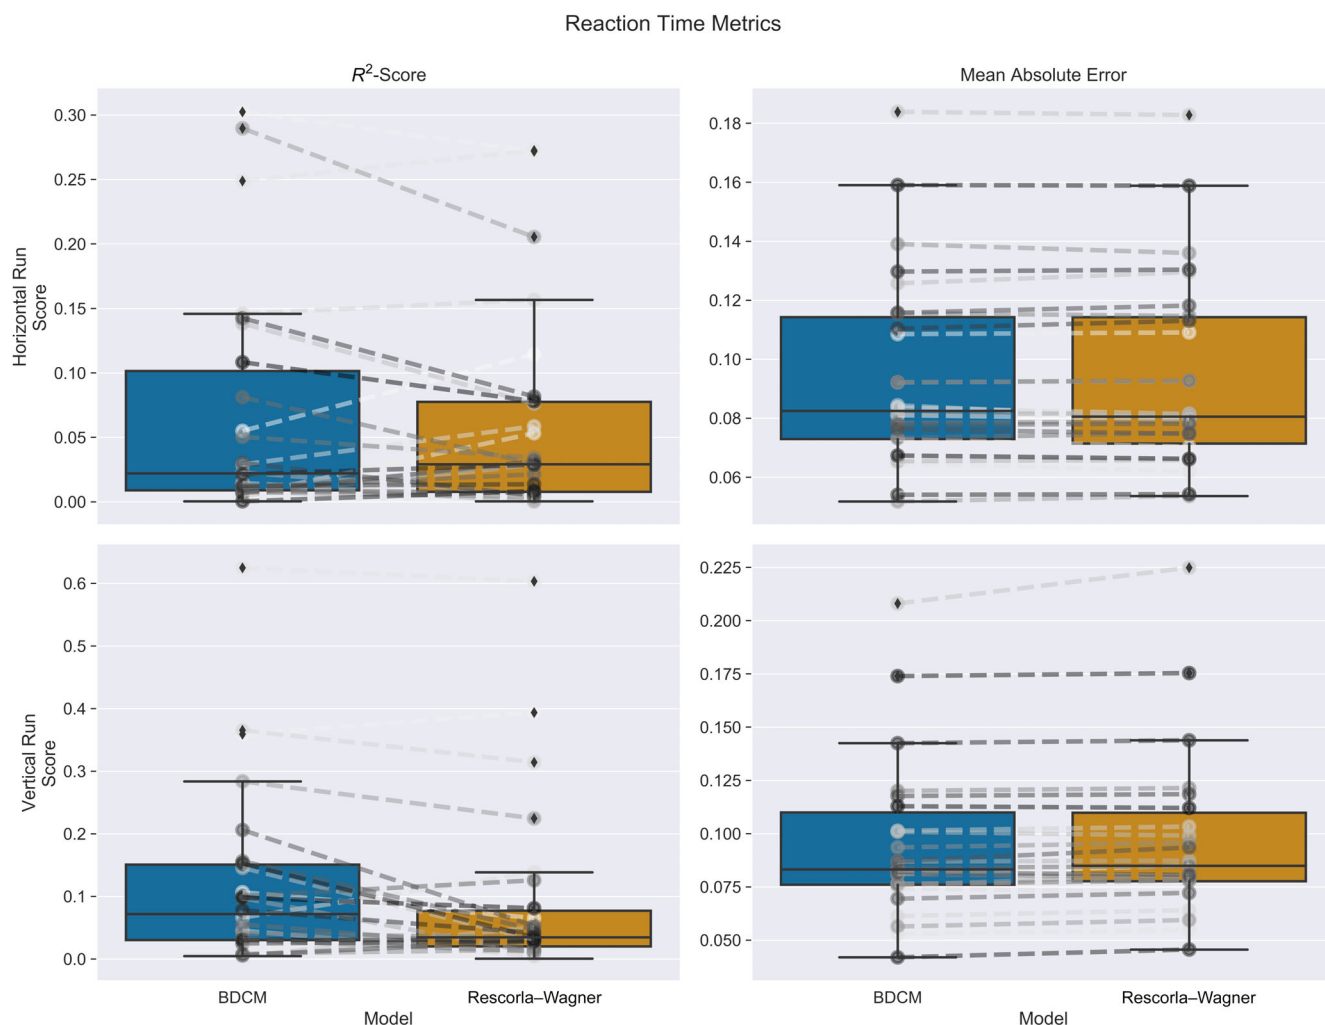 Reaction Time Metrics
R²-Score
Mean Absolute Error
Horizontal Run
Score
0.30
0.25
0.20
0.15
0.10
0.05
0.00
0.18
0.16
0.14
0.12
0.10
0.08
0.06
Vertical Run
Score
0.6
0.5
0.4
0.3
0.2
0.1
0.0
0.225
0.200
0.175
0.150
0.125
0.100
0.075
0.050
BDCM
Rescorla–Wagner
BDCM
Rescorla–Wagner
Model
Model